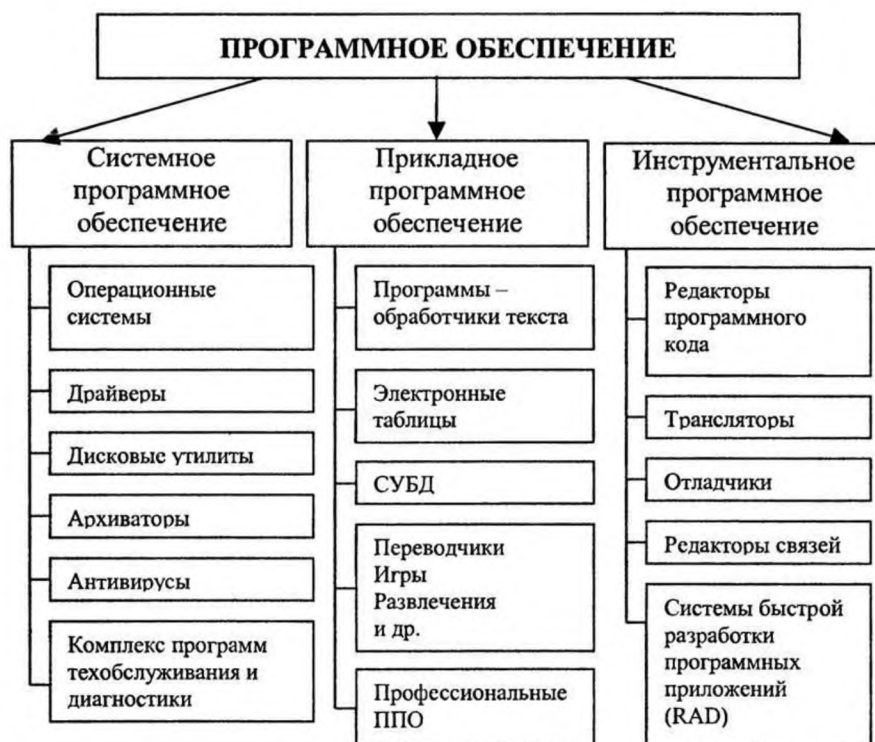 ПРОГРАММНОЕ ОБЕСПЕЧЕНИЕ
Системное
программное
обеспечение
Операционные
системы
Драйверы
Дисковые утилиты
Архиваторы
Антивирусы
Комплекс программ
техобслуживания и
диагностики
Прикладное
программное
обеспечение
Программы –
обработчики текста
Электронные
таблицы
СУБД
Переводчики
Игры
Развлечения
и др.
Профессиональные
ППО
Инструментальное
программное
обеспечение
Редакторы
программного
кода
Трансляторы
Отладчики
Редакторы связей
Системы быстрой
разработки
программных
приложений
(RAD)